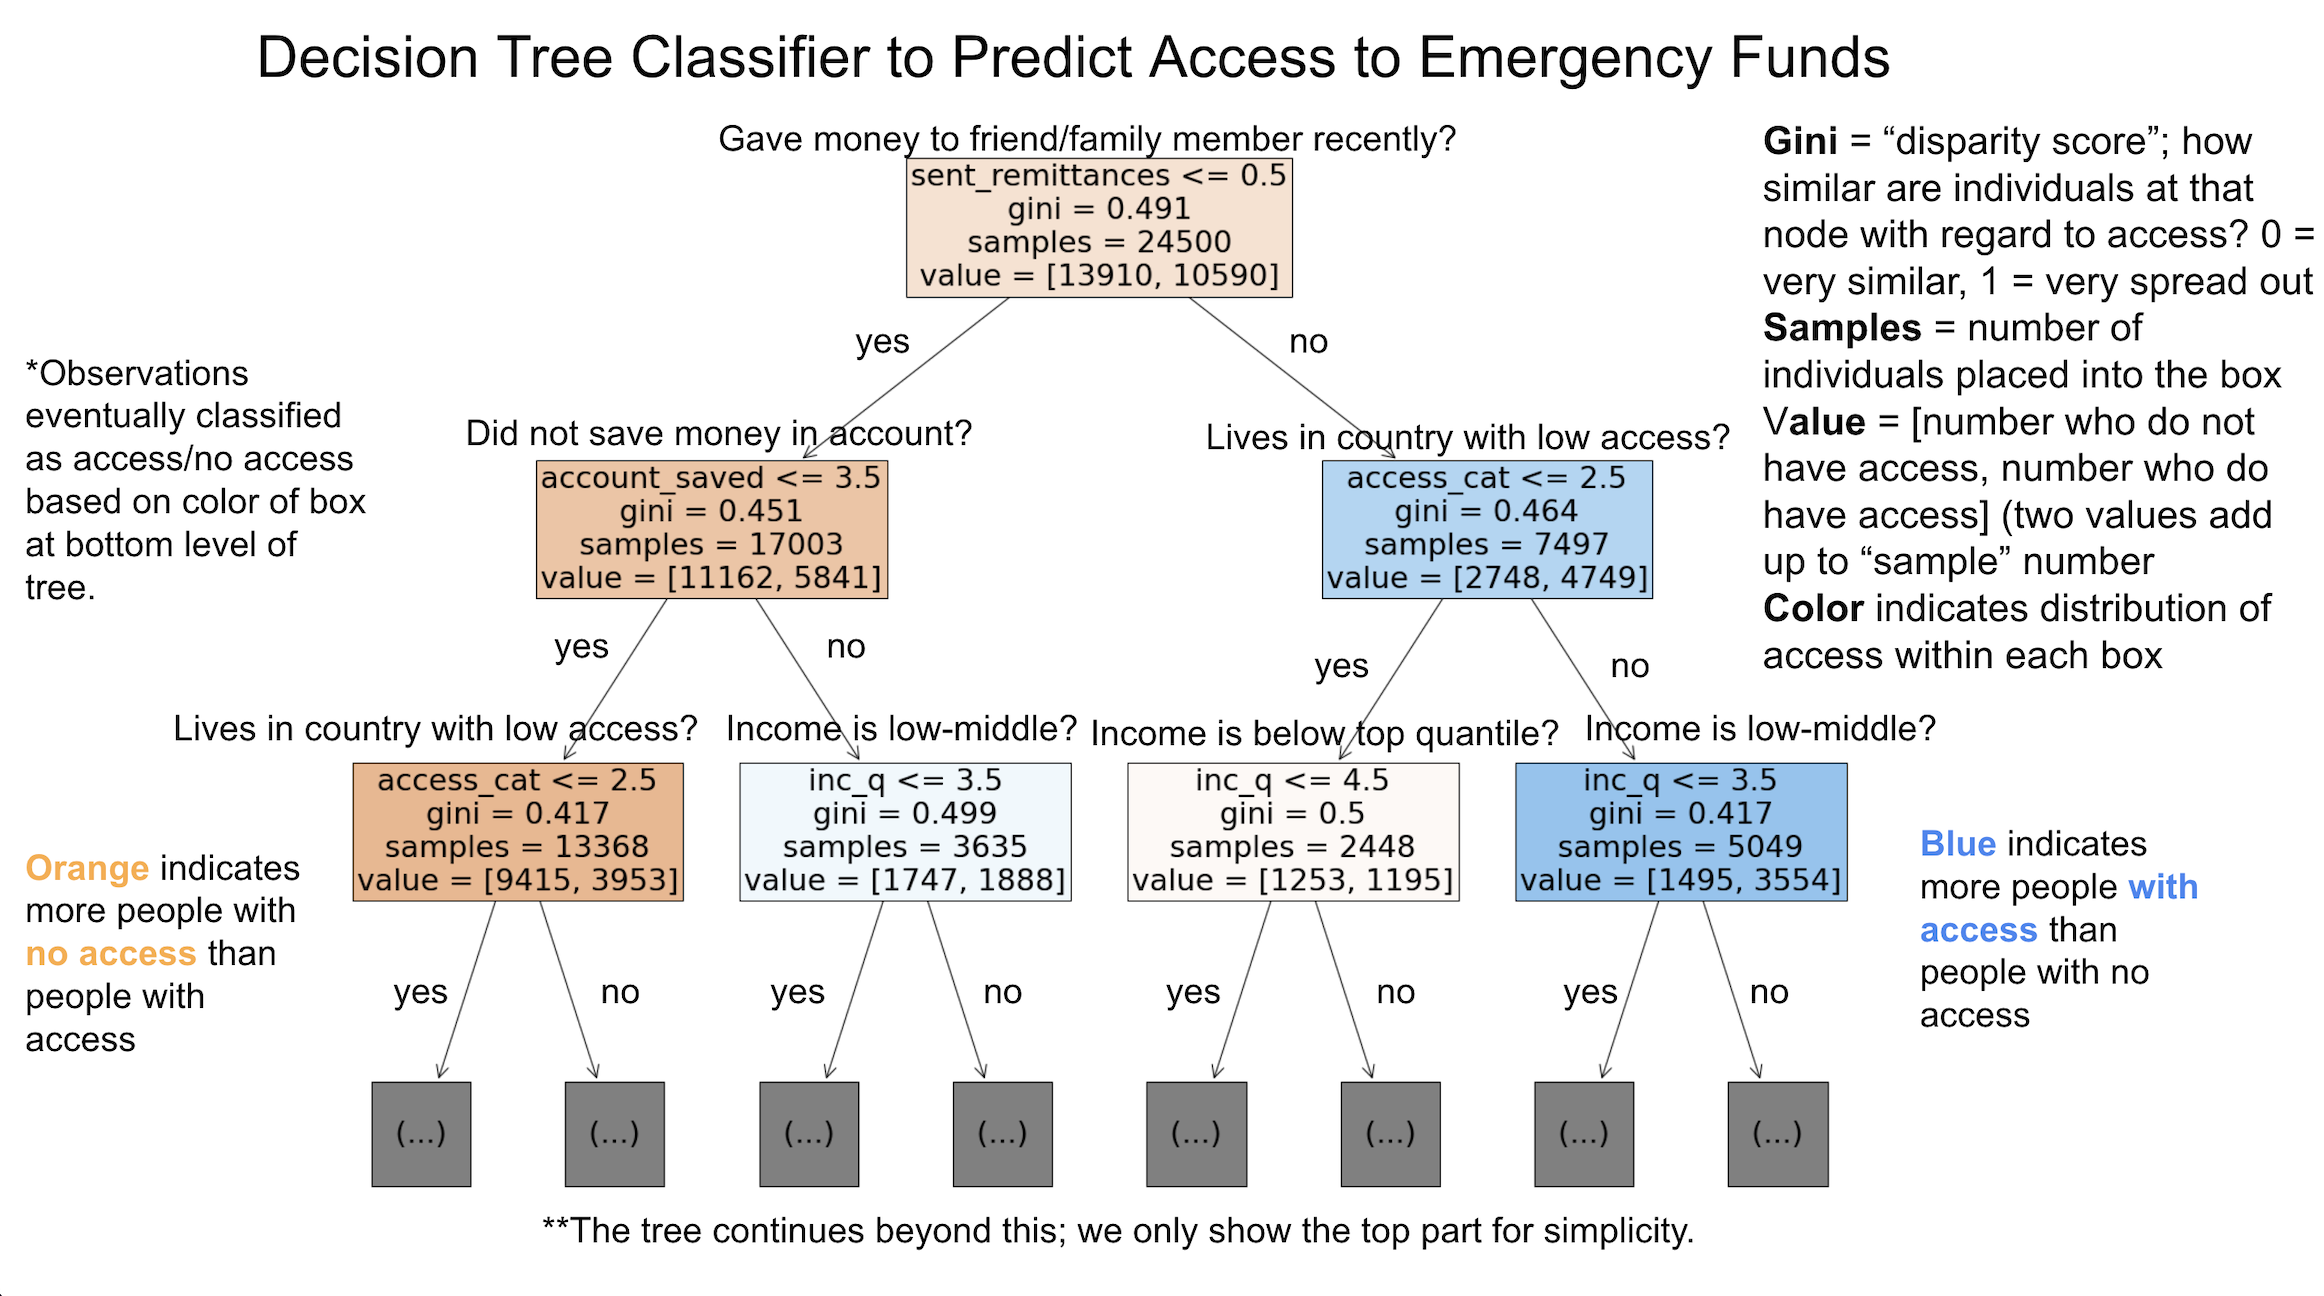 Decision Tree Classifier to Predict Access to Emergency Funds
Gave money to friend/family member recently?
sent_remittances <= 0.5
gini = 0.491
samples = 24500
value = [13910, 10590]
Gini = “disparity score”; how
similar are individuals at that
node with regard to access? 0 =
very similar, 1 = very spread out
Samples = number of
individuals placed into the box
Value = [number who do not
have access, number who do
have access] (two values add
up to “sample” number
Color indicates distribution of
access within each box
yes
no
*Observations
eventually classified
as access/no access
based on color of box
at bottom level of
tree.
Did not save money in account?
account_saved <= 3.5
gini = 0.451
samples = 17003
value = [11162, 5841]
Lives in country with low access?
access_cat <= 2.5
gini = 0.464
samples = 7497
value = [2748, 4749]
yes
no
yes
no
Lives in country with low access?
access_cat <= 2.5
gini = 0.417
samples = 13368
value = [9415, 3953]
Income is low-middle?
inc_q <= 3.5
gini = 0.499
samples = 3635
value = [1747, 1888]
Income is below top quantile?
inc_q <= 4.5
gini = 0.5
samples = 2448
value = [1253, 1195]
Income is low-middle?
inc_q <= 3.5
gini = 0.417
samples = 5049
value = [1495, 3554]
Orange indicates
more people with
no access than
people with
access
Blue indicates
more people with
access than
people with no
access
yes
no
yes
no
yes
no
yes
no
(...)
(...)
(...)
(...)
(...)
(...)
(...)
(...)
**The tree continues beyond this; we only show the top part for simplicity.